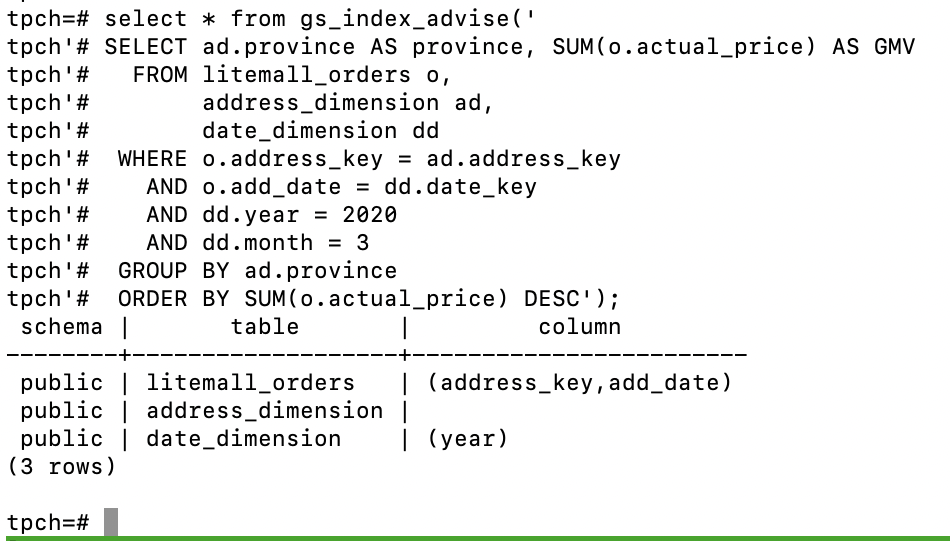 tpch=# select * from gs_index_advise('
tpch'# SELECT ad.province AS province, SUM(o.actual_price) AS GMV
tpch'#   FROM litemall_orders o,
tpch'#        address_dimension ad,
tpch'#        date_dimension dd
tpch'#  WHERE o.address_key = ad.address_key
tpch'#    AND o.add_date = dd.date_key
tpch'#    AND dd.year = 2020
tpch'#    AND dd.month = 3
tpch'#  GROUP BY ad.province
tpch'#  ORDER BY SUM(o.actual_price) DESC');
 schema |       table       |         column
--------+-------------------+------------------------
 public | litemall_orders   | (address_key,add_date)
 public | address_dimension |
 public | date_dimension    | (year)
(3 rows)
tpch=#